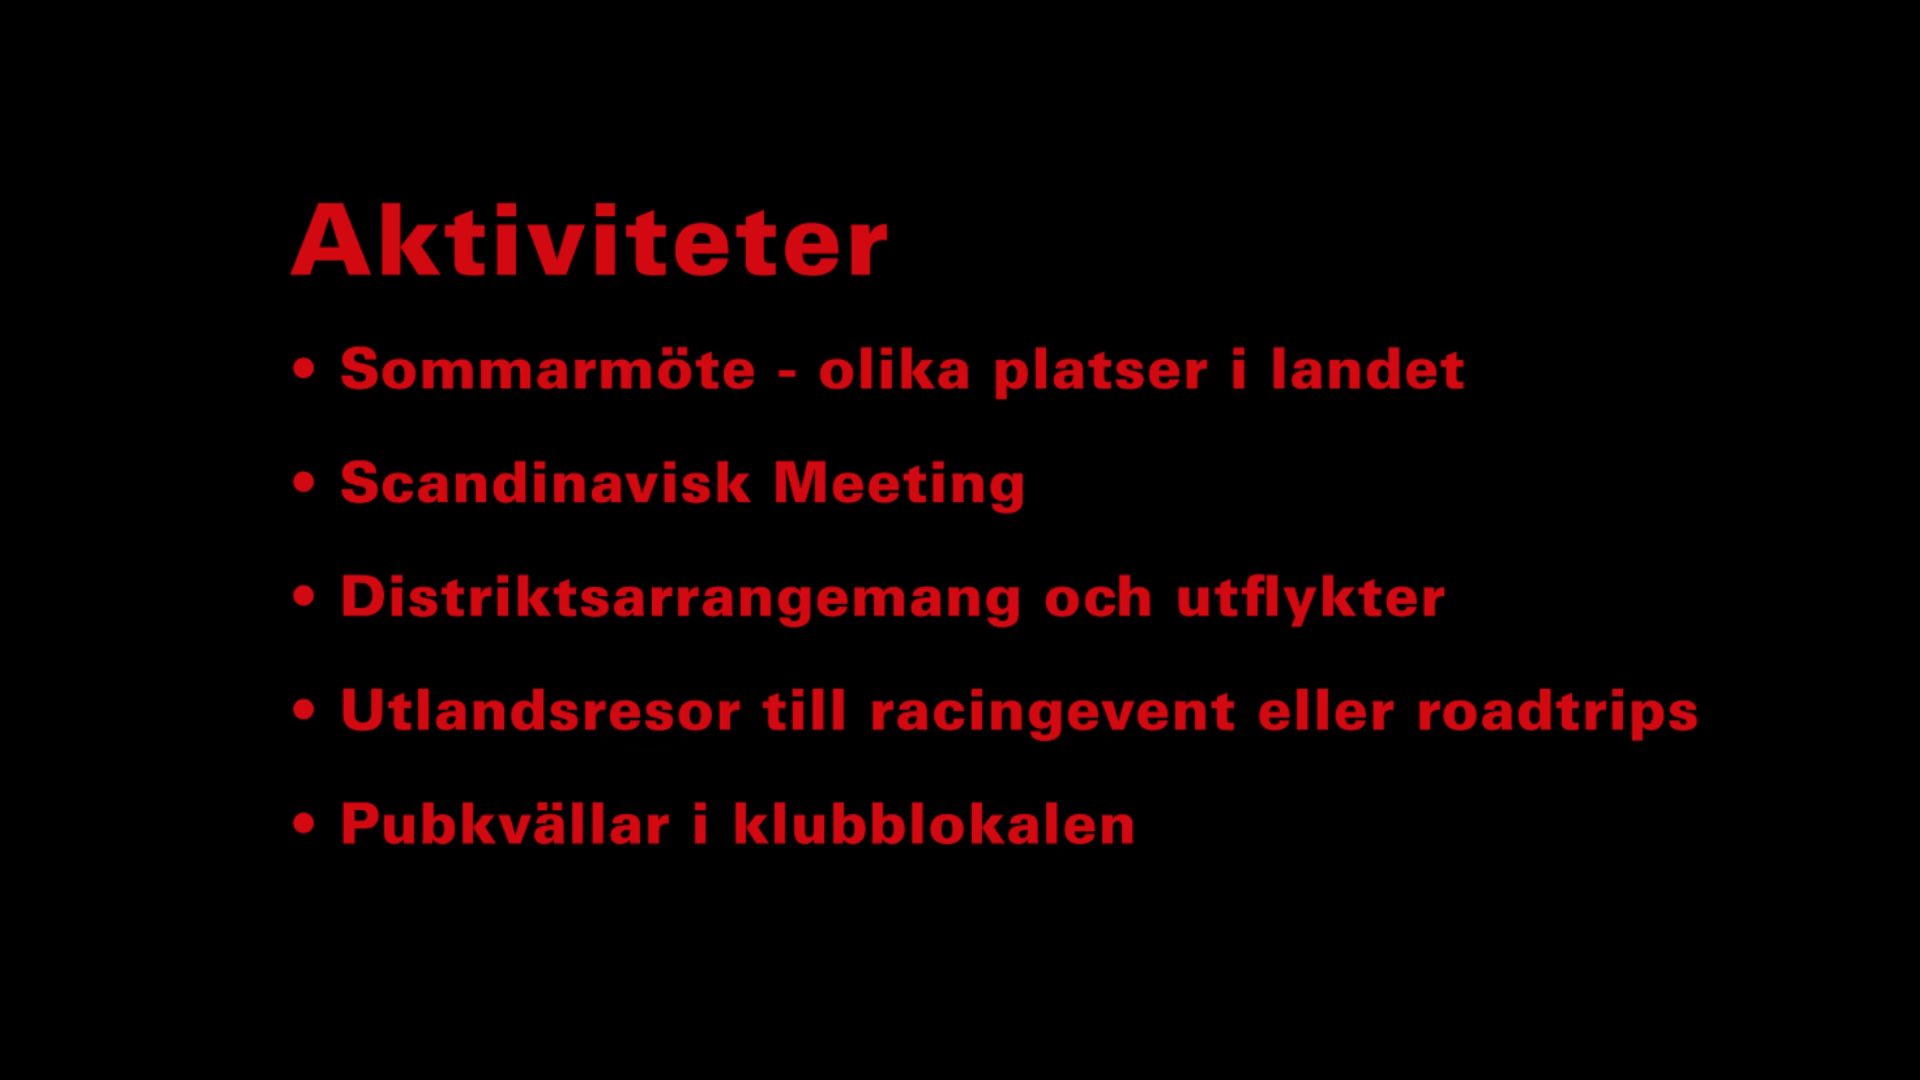 Aktiviteter
• Sommarmöte - olika platser i landet
• Scandinavisk Meeting
• Distriktsarrangemang och utflykter
• Utlandsresor till racingevent eller roadtrips
• Pubkvällar i klubblokalen